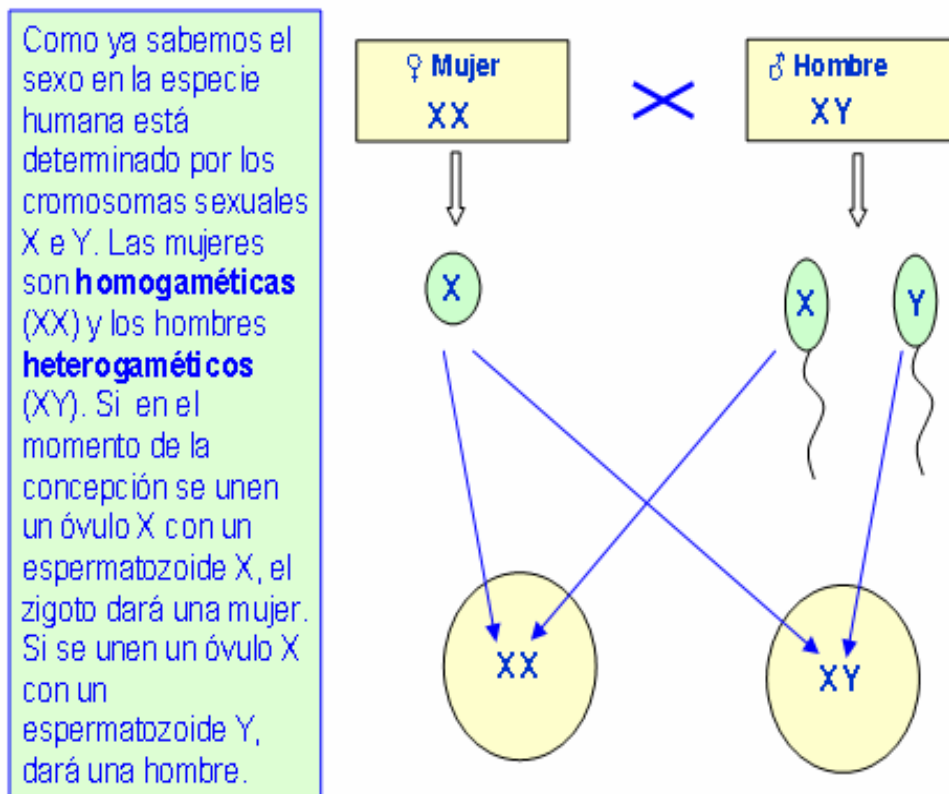 Como ya sabemos el
sexo en la especie
humana está
determinado por los
cromosomas sexuales
X e Y. Las mujeres
son homogaméticas
(XX) y los hombres
heterogaméticos
(XY). Si en el
momento de la
concepción se unen
un óvulo X con un
espermatozoide X, el
zigoto dará una mujer.
Si se unen un óvulo X
con un
espermatozoide Y,
dará una hombre.
♀ Mujer
XX
♂ Hombre
XY
X
X
Y
XX
XY